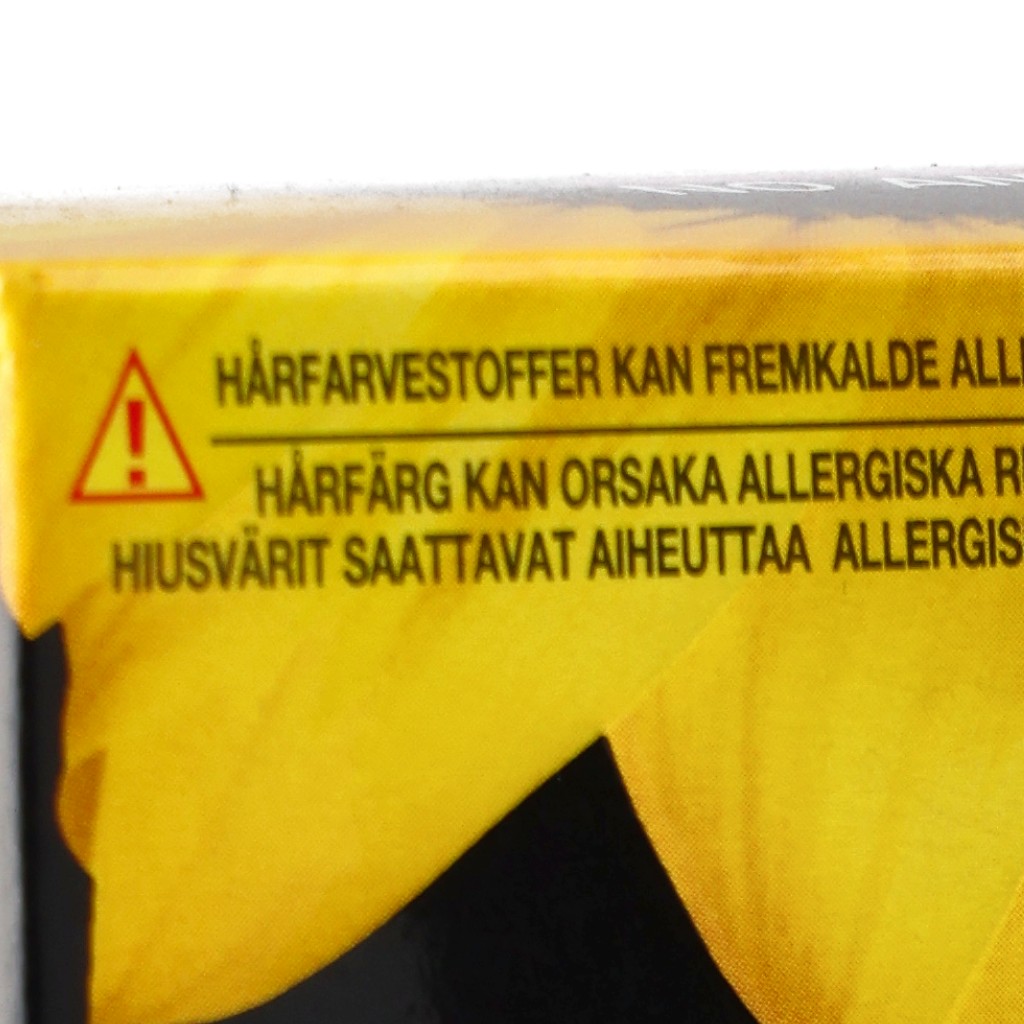 HÅRFARVESTOFFER KAN FREMKALDE ALL
HÅRFÄRG KAN ORSAKA ALLERGISKA R
HIUSVÄRIT SAATTAVAT AIHEUTTAA ALLERGIS